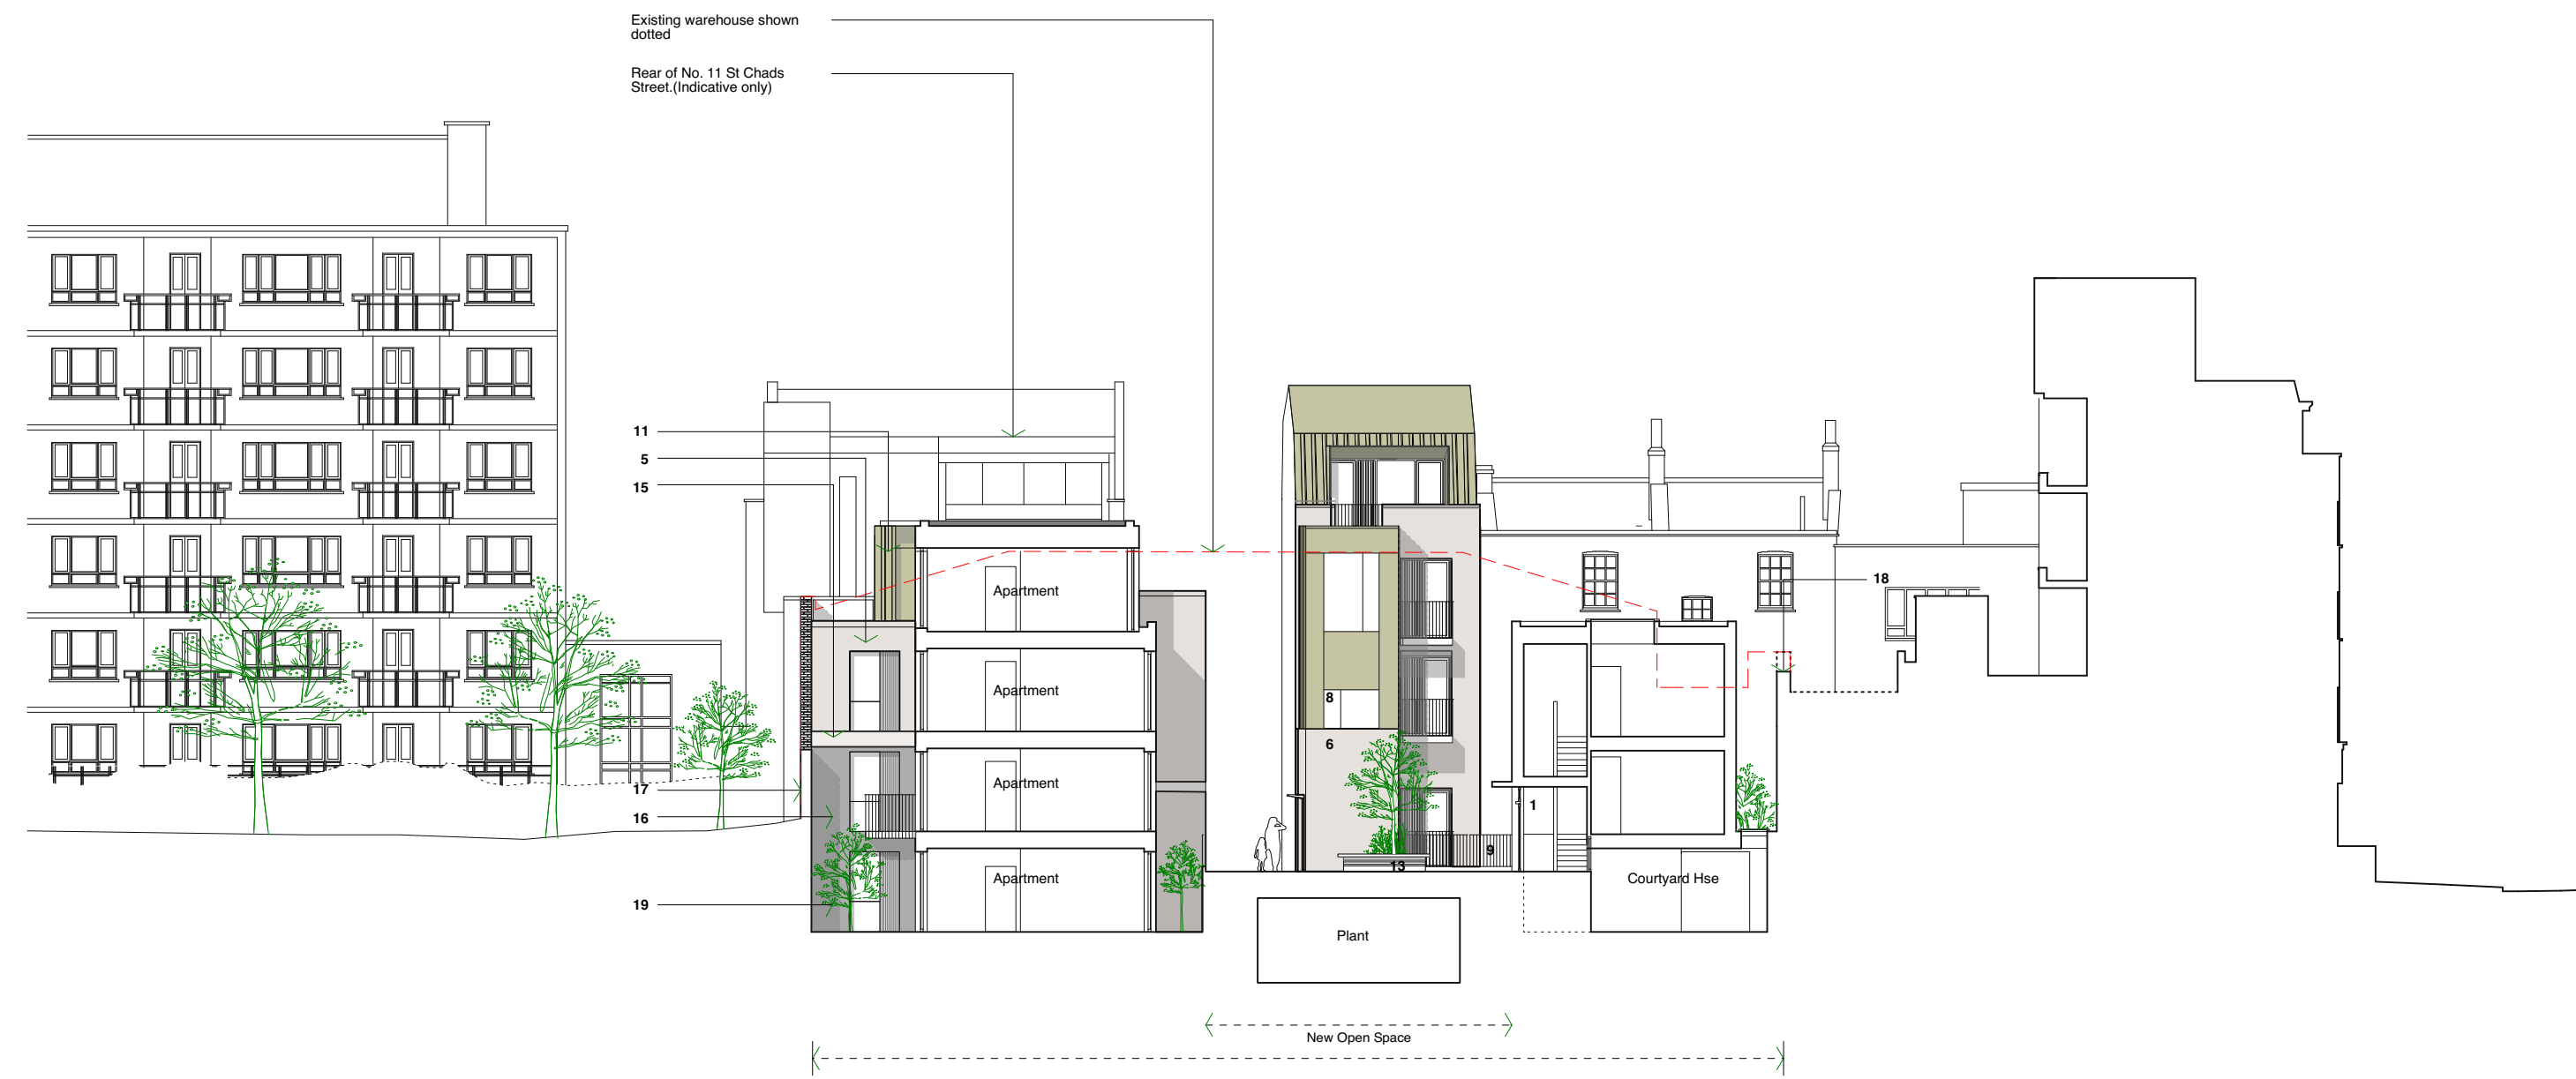 Existing warehouse shown
dotted
Rear of No. 11 St Chads
Street.(Indicative only)
11
5
15
Apartment
18
Apartment
8
6
17
Apartment
1
16
9
13
Apartment
Courtyard Hse
19
Plant
New Open Space